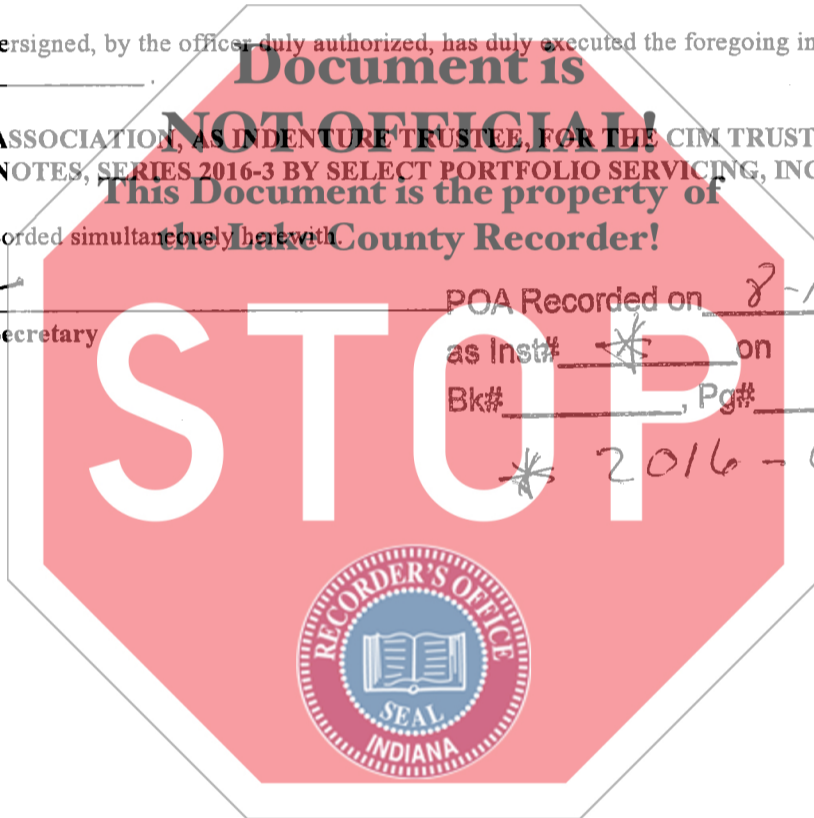 ersigned, by the officer duly authorized, has duly executed the foregoing in
Document is
NOT OFFICIAL!
ASSOCIATION, AS INDENTURE TRUSTEE, FOR THE CIM TRUST
NOTES, SERIES 2016-3 BY SELECT PORTFOLIO SERVICING, INC
This Document is the property of
the Lake County Recorder!
orded simultaneously herewith.
POA Recorded on 8-1
ecretary
as Inst# * on
Bk# , Pg#
* 2016 -
STOP
RECORDER'S OFFICE
SEAL
INDIANA